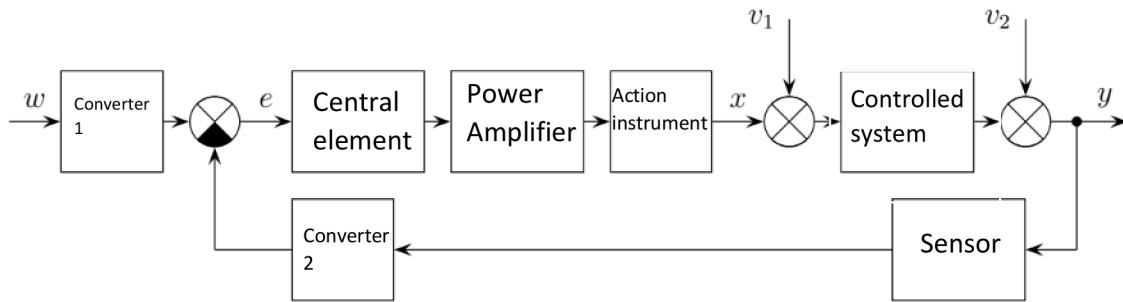 v₁
v₂
w
Converter
1
e
Central
element
Power
Amplifier
Action
instrument
x
Controlled
system
y
Converter
2
Sensor